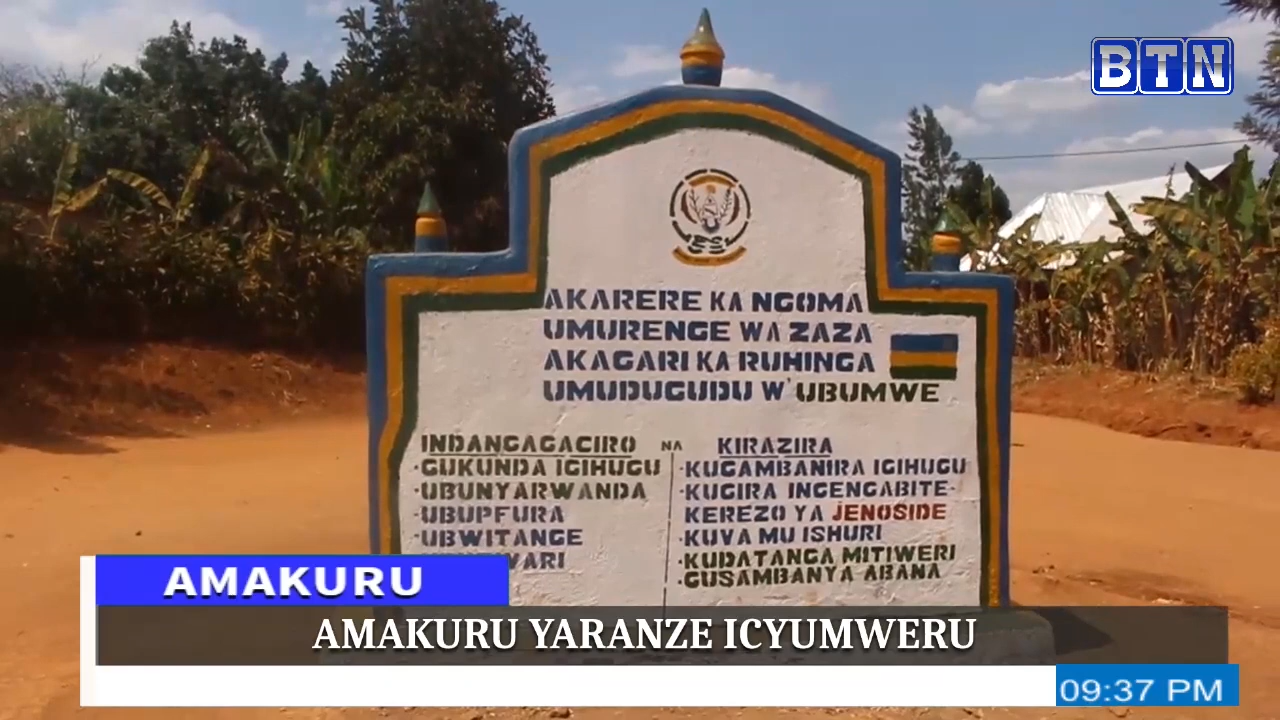 BTN
AKARERE KA NGOMA
UMURENGE WA ZAZA
AKAGARI KA RUHINGA
UMUDUGUDU W'UBUMWE
INDANGAGACIRO NA KIRAZIRA
·GUKUNDA IGIHUGU
·UBUNYARWANDA
·UBUPFURA
·UBWITANGE
·KUGAMBANIRA IGIHUGU
·KUGIRA INGENGABITE-
KEREZO YA JENOSIDE
·KUVA MU ISHURI
·KUDATANGA MITIWERI
·GUSAMBANYA ABANA
AMAKURU
AMAKURU YARANZE ICYUMWERU
09:37 PM